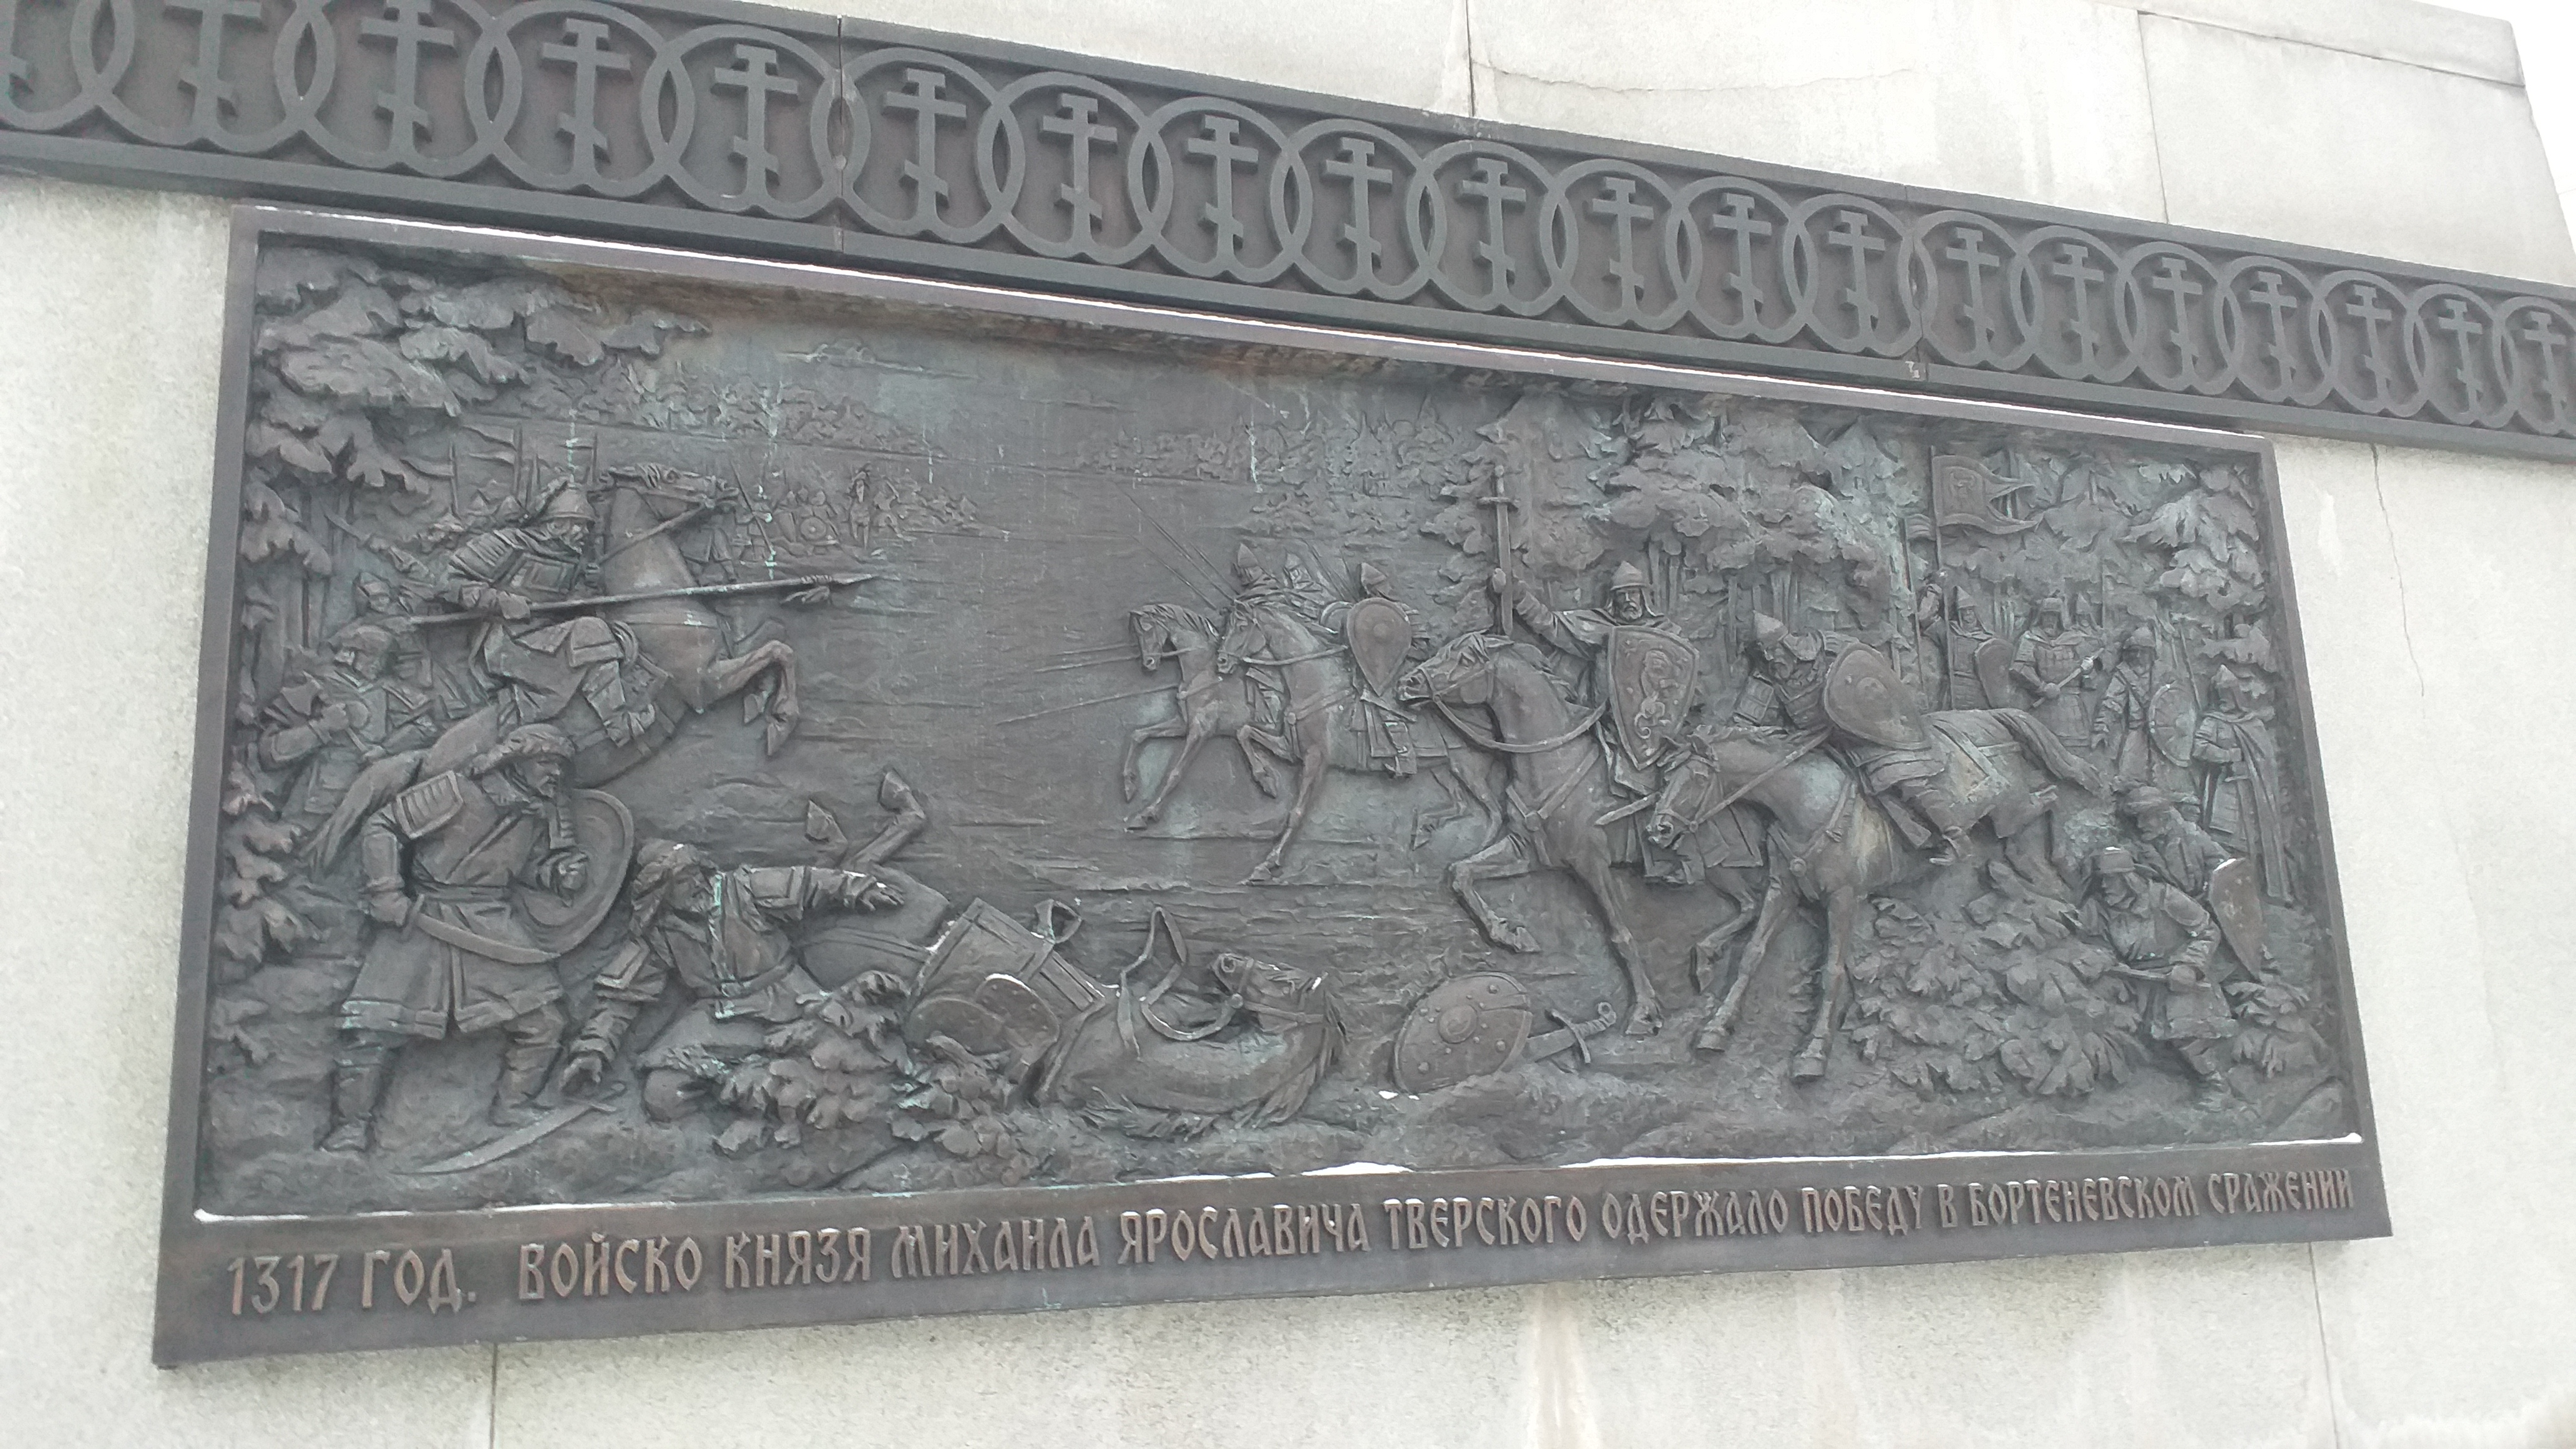 1317 ГОД. ВОЙСКО КНЯЗЯ МИХАИЛА ЯРОСЛАВИЧА ТВЕРСКОГО ОДЕРЖАЛО ПОБЕДУ В БОРТЕНЕВСКОМ СРАЖЕНИИ